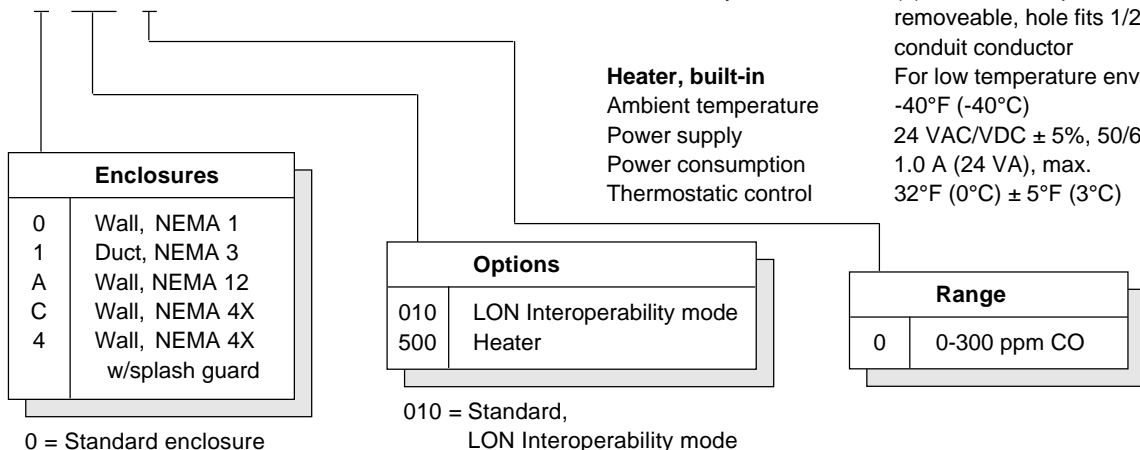 removeable, hole fits 1/2
conduit conductor
Heater, built-in For low temperature env
Ambient temperature -40°F (-40°C)
Power supply 24 VAC/VDC ± 5%, 50/6
Power consumption 1.0 A (24 VA), max.
Thermostatic control 32°F (0°C) ± 5°F (3°C)
Enclosures
0 Wall, NEMA 1
1 Duct, NEMA 3
A Wall, NEMA 12
C Wall, NEMA 4X
4 Wall, NEMA 4X
w/splash guard
0 = Standard enclosure
Options
010 LON Interoperability mode
500 Heater
010 = Standard,
LON Interoperability mode
Range
0 0-300 ppm CO